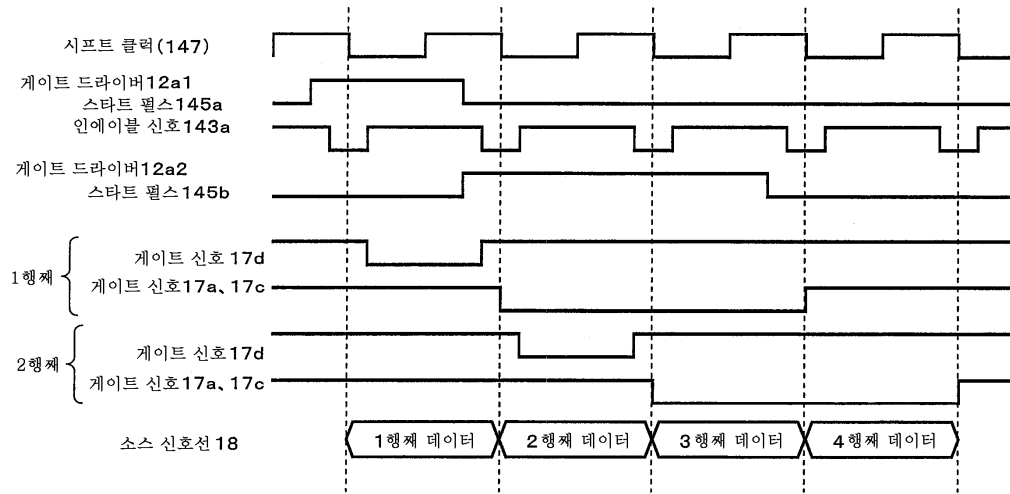 시프트 클럭(147)
게이트 드라이버12a1
스타트 펄스145a
인에이블 신호143a
게이트 드라이버12a2
스타트 펄스145b
1행째
게이트 신호17d
게이트 신호17a、17c
2행째
게이트 신호17d
게이트 신호17a、17c
소스 신호선18
1행째 데이터
2행째 데이터
3행째 데이터
4행째 데이터